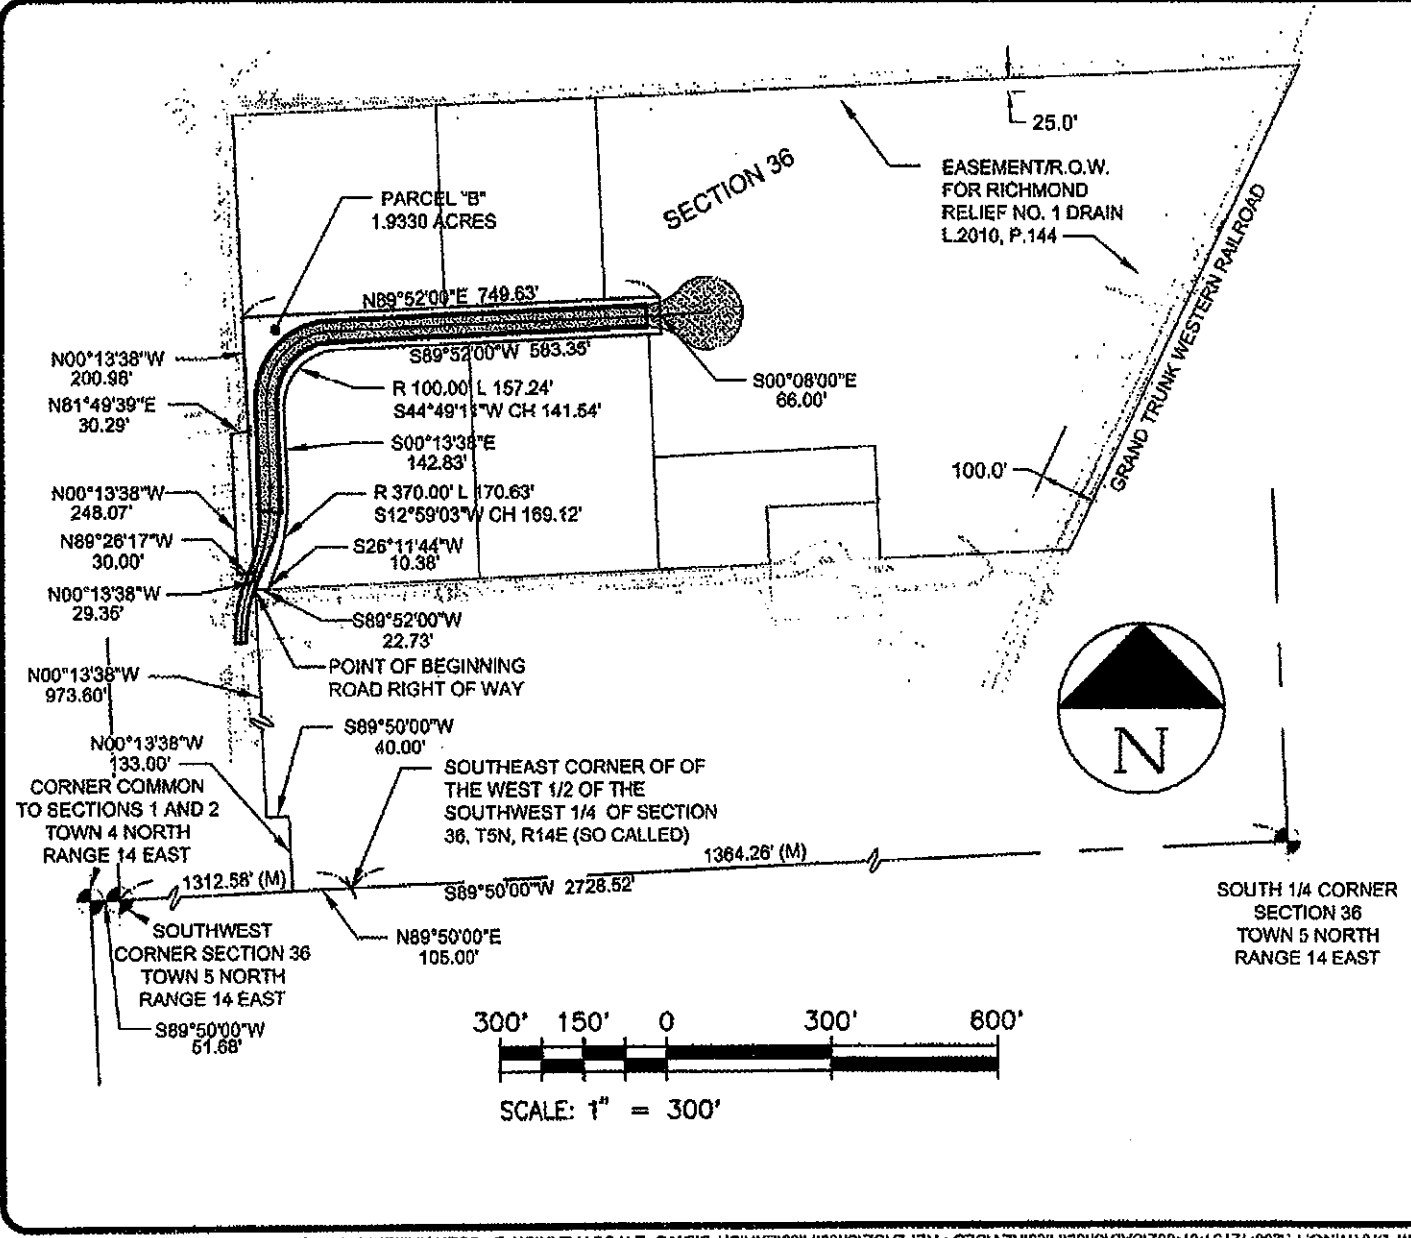 25.0'
EASEMENT/R.O.W.
FOR RICHMOND
RELIEF NO. 1 DRAIN
L.2010, P.144
SECTION 36
PARCEL "B"
1.9330 ACRES
GRAND TRUNK WESTERN RAILROAD
N89°52'00"E 749.63'
S89°52'00"W 583.35'
N00°13'38"W
200.98'
N81°49'39"E
30.29'
R 100.00' L 157.24'
S44°49'11"W CH 141.54'
S00°08'00"E
66.00'
S00°13'38"E
142.83'
100.0'
N00°13'38"W
248.07'
R 370.00' L 170.63'
S12°59'03"W CH 169.12'
N89°26'17"W
30.00'
S26°11'44"W
10.38'
N00°13'38"W
29.35'
S89°52'00"W
22.73'
POINT OF BEGINNING
ROAD RIGHT OF WAY
N00°13'38"W
973.60'
S89°50'00"W
40.00'
N00°13'38"W
133.00'
CORNER COMMON
TO SECTIONS 1 AND 2
TOWN 4 NORTH
RANGE 14 EAST
SOUTHEAST CORNER OF OF
THE WEST 1/2 OF THE
SOUTHWEST 1/4 OF SECTION
36, T5N, R14E (SO CALLED)
N
1312.58' (M)
1364.26' (M)
S89°50'00"W 2728.52'
SOUTH 1/4 CORNER
SECTION 36
TOWN 5 NORTH
RANGE 14 EAST
SOUTHWEST
CORNER SECTION 36
TOWN 5 NORTH
RANGE 14 EAST
N89°50'00"E
105.00'
S89°50'00"W
51.68'
300' 150' 0 300' 600'
SCALE: 1" = 300'